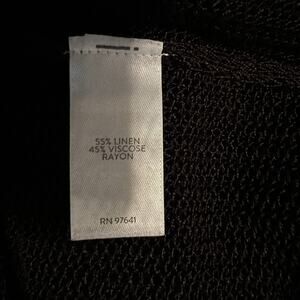 55% LINEN
45% VISCOSE
RAYON
RN 97641